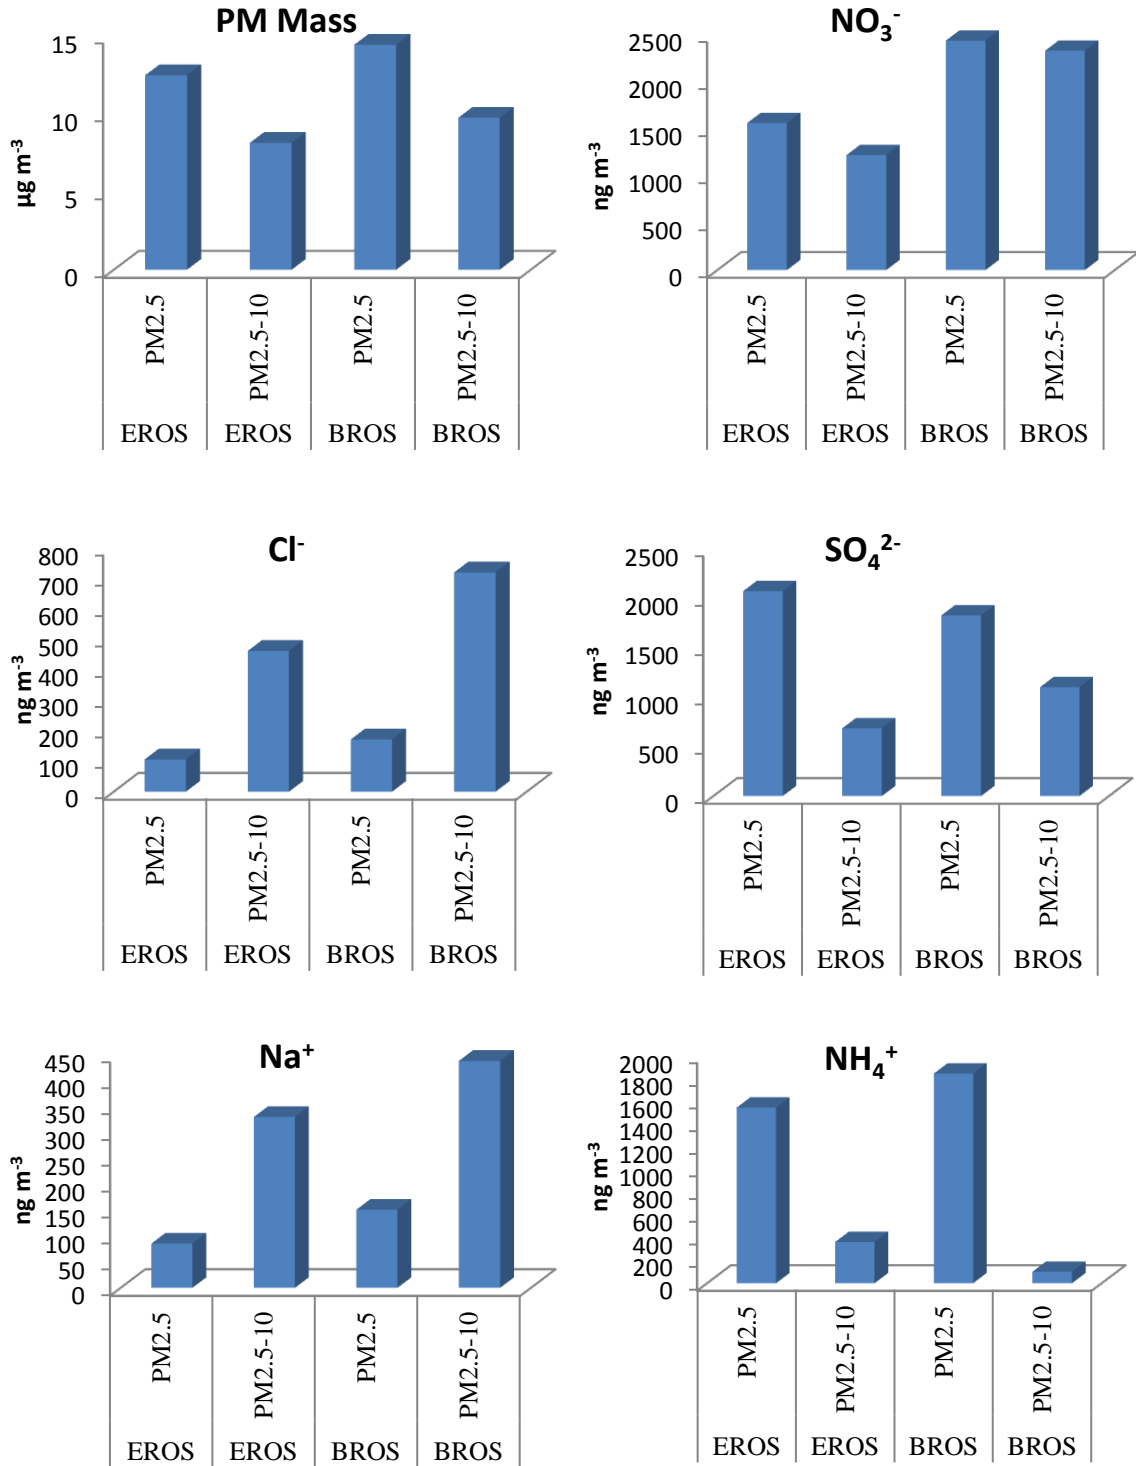 PM Mass
µg m-3
15
10
5
0
PM2.5 PM2.5-10 PM2.5 PM2.5-10
EROS EROS BROS BROS
NO3-
ng m-3
2500
2000
1500
1000
500
0
PM2.5 PM2.5-10 PM2.5 PM2.5-10
EROS EROS BROS BROS
Cl-
ng m-3
800
700
600
500
400
300
200
100
0
PM2.5 PM2.5-10 PM2.5 PM2.5-10
EROS EROS BROS BROS
SO42-
ng m-3
2500
2000
1500
1000
500
0
PM2.5 PM2.5-10 PM2.5 PM2.5-10
EROS EROS BROS BROS
Na+
ng m-3
450
400
350
300
250
200
150
100
50
0
PM2.5 PM2.5-10 PM2.5 PM2.5-10
EROS EROS BROS BROS
NH4+
ng m-3
2000
1800
1600
1400
1200
1000
800
600
400
200
0
PM2.5 PM2.5-10 PM2.5 PM2.5-10
EROS EROS BROS BROS